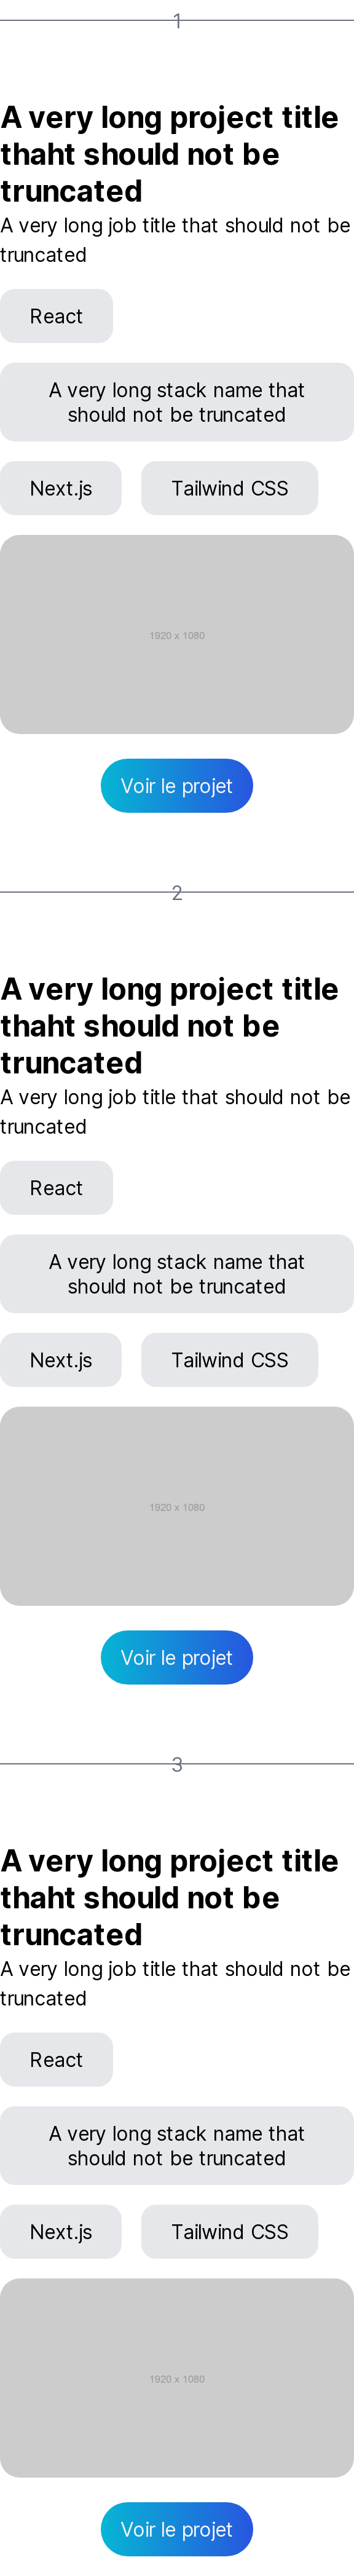 1
A very long project title
thaht should not be
truncated
A very long job title that should not be
truncated
React
A very long stack name that
should not be truncated
Next.js
Tailwind CSS
1920 x 1080
Voir le projet
2
A very long project title
thaht should not be
truncated
A very long job title that should not be
truncated
React
A very long stack name that
should not be truncated
Next.js
Tailwind CSS
1920 x 1080
Voir le projet
3
A very long project title
thaht should not be
truncated
A very long job title that should not be
truncated
React
A very long stack name that
should not be truncated
Next.js
Tailwind CSS
1920 x 1080
Voir le projet